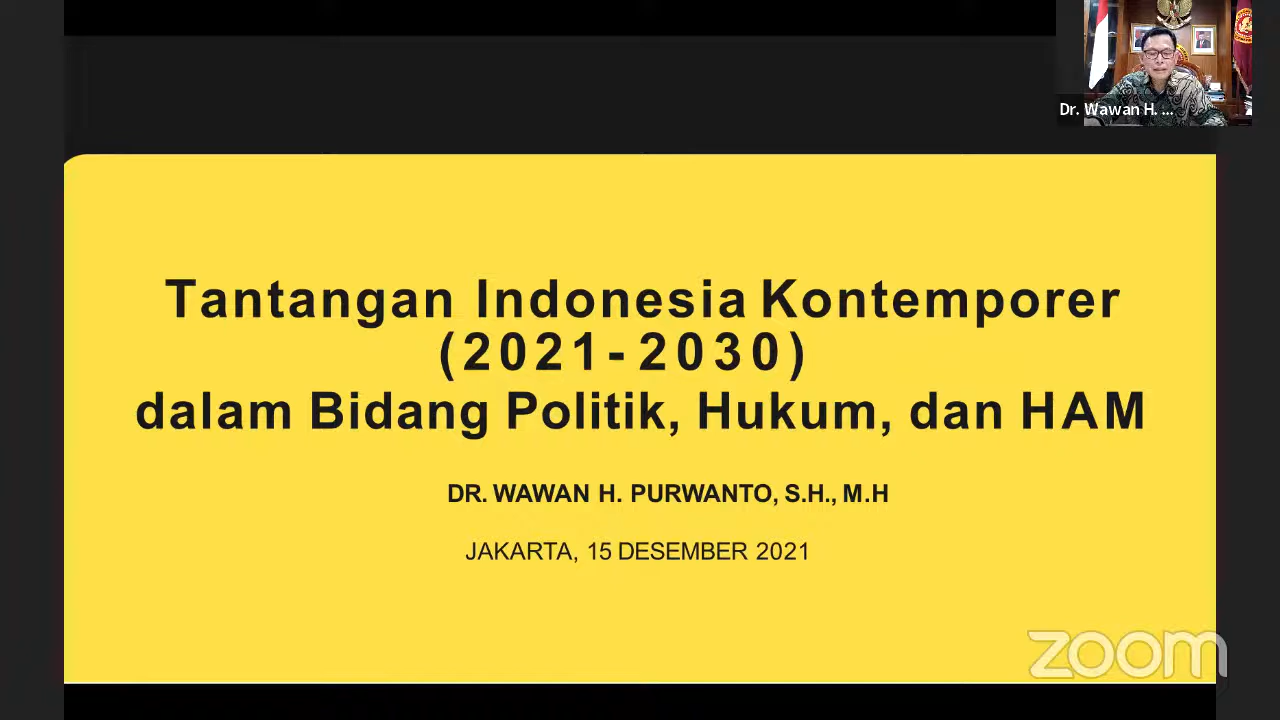 Dr. Wawan H. ...
Tantangan Indonesia Kontemporer
(2021-2030)
dalam Bidang Politik, Hukum, dan HAM
DR. WAWAN H. PURWANTO, S.H., M.H
JAKARTA, 15 DESEMBER 2021
zoom